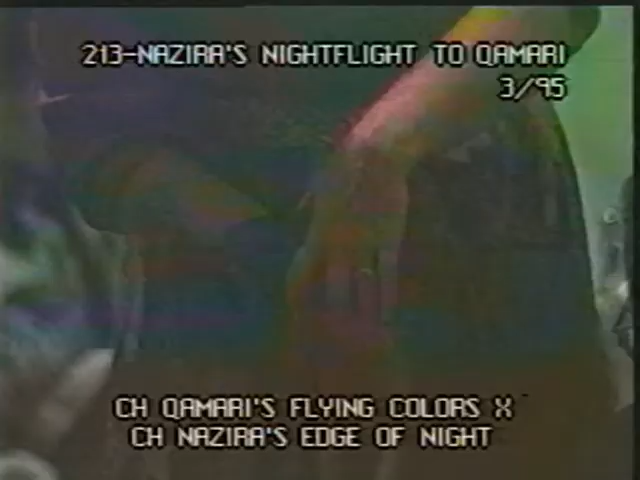 213-NAZIRA'S NIGHTFLIGHT TO QAMARI
3/95
CH QAMARI'S FLYING COLORS X
CH NAZIRA'S EDGE OF NIGHT